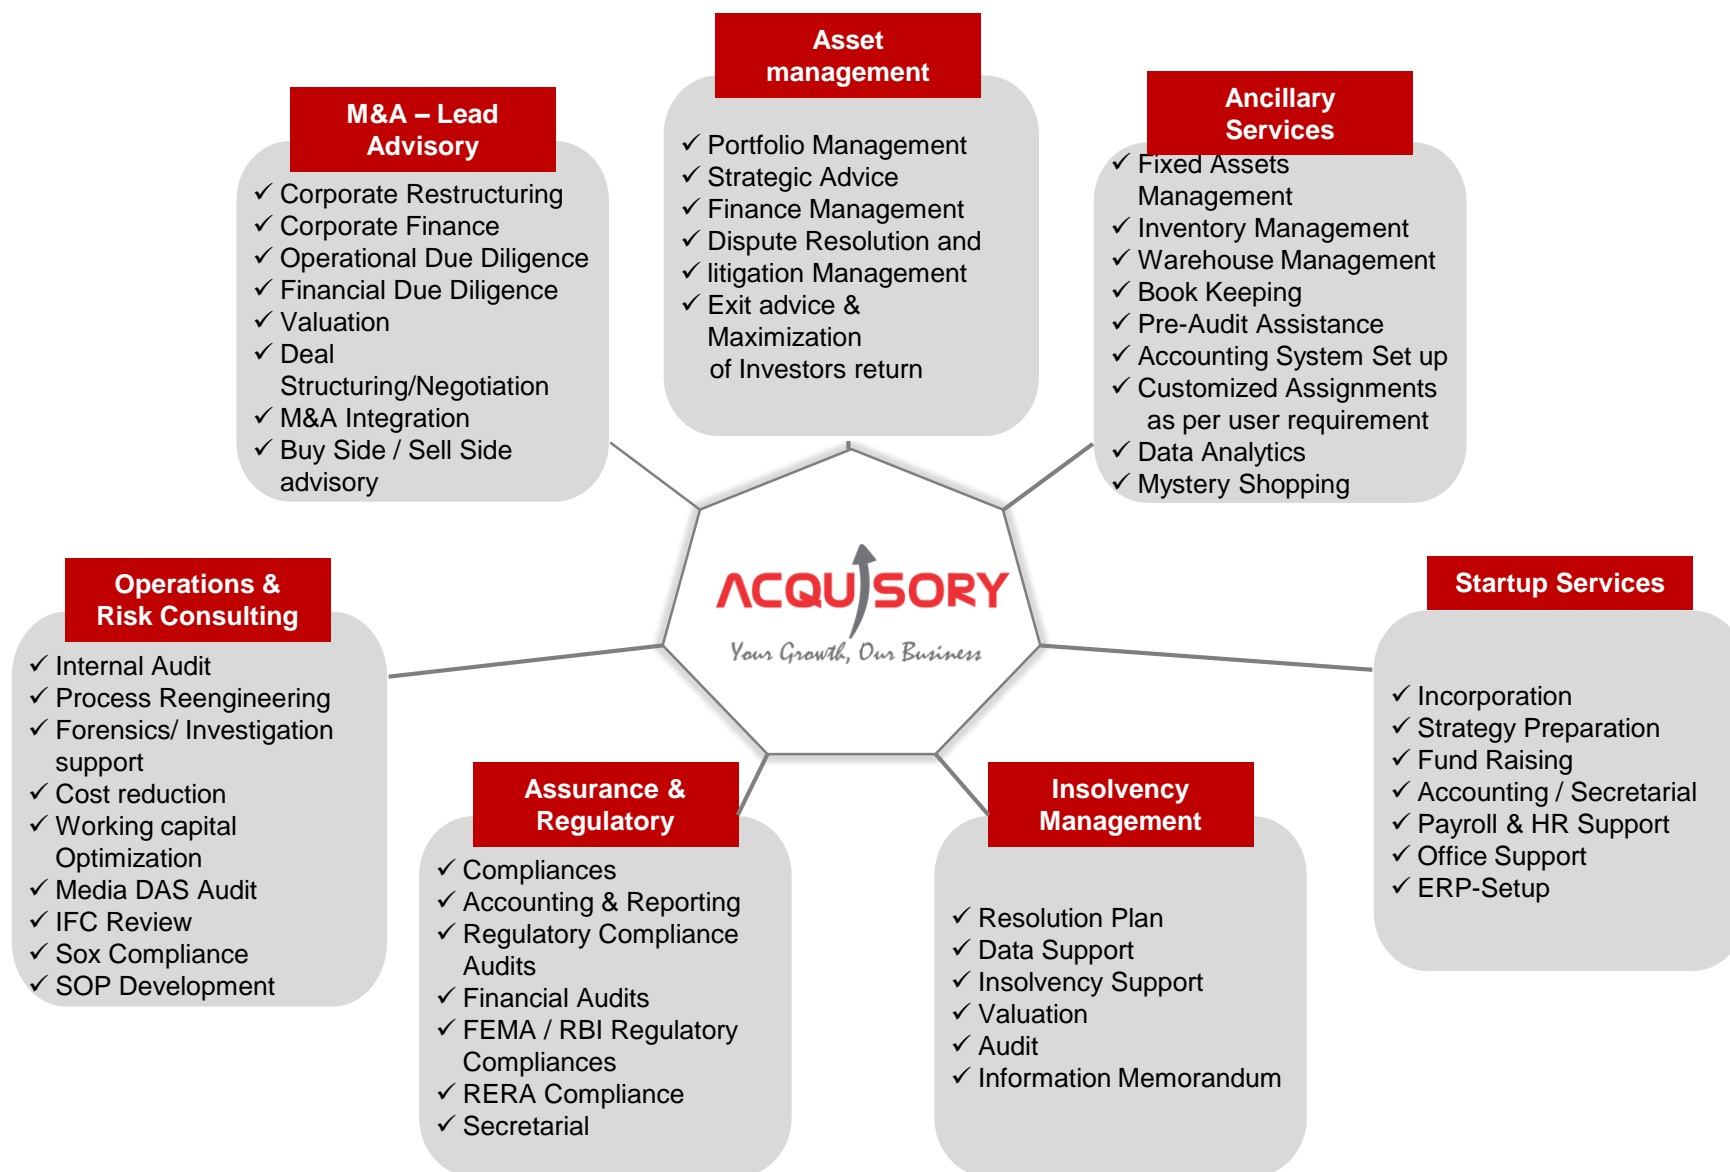 Asset
management
✓ Portfolio Management
✓ Strategic Advice
✓ Finance Management
✓ Dispute Resolution and
✓ litigation Management
✓ Exit advice &
Maximization
of Investors return
M&A – Lead
Advisory
✓ Corporate Restructuring
✓ Corporate Finance
✓ Operational Due Diligence
✓ Financial Due Diligence
✓ Valuation
✓ Deal
Structuring/Negotiation
✓ M&A Integration
✓ Buy Side / Sell Side
advisory
Ancillary
Services
✓ Fixed Assets
Management
✓ Inventory Management
✓ Warehouse Management
✓ Book Keeping
✓ Pre-Audit Assistance
✓ Accounting System Set up
✓ Customized Assignments
as per user requirement
✓ Data Analytics
✓ Mystery Shopping
ACQUISORY
Your Growth, Our Business
Operations &
Risk Consulting
✓ Internal Audit
✓ Process Reengineering
✓ Forensics/ Investigation
support
✓ Cost reduction
✓ Working capital
Optimization
✓ Media DAS Audit
✓ IFC Review
✓ Sox Compliance
✓ SOP Development
Startup Services
✓ Incorporation
✓ Strategy Preparation
✓ Fund Raising
✓ Accounting / Secretarial
✓ Payroll & HR Support
✓ Office Support
✓ ERP-Setup
Assurance &
Regulatory
✓ Compliances
✓ Accounting & Reporting
✓ Regulatory Compliance
Audits
✓ Financial Audits
✓ FEMA / RBI Regulatory
Compliances
✓ RERA Compliance
✓ Secretarial
Insolvency
Management
✓ Resolution Plan
✓ Data Support
✓ Insolvency Support
✓ Valuation
✓ Audit
✓ Information Memorandum